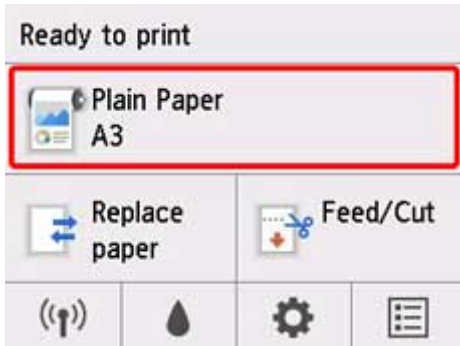 Ready to print
Plain Paper
A3
Replace
paper
Feed/Cut